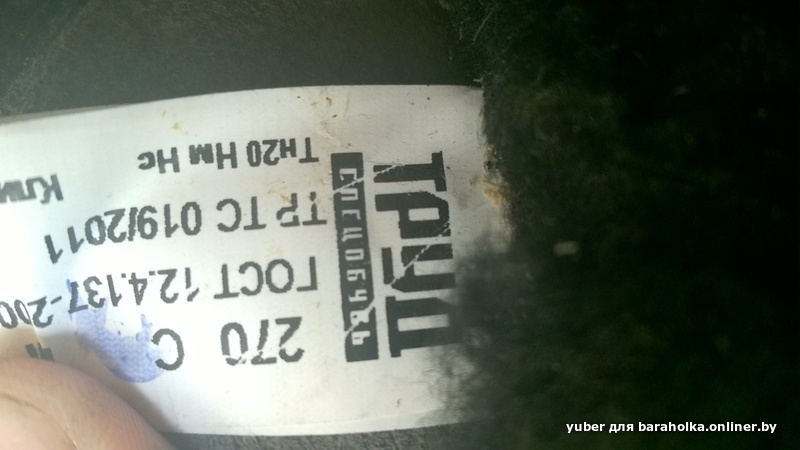 ТРУД
спецобувь
270 С
ГОСТ 12.4.137-200
ТР ТС 019/2011
Тн20 Нм Нс
yuber для baraholka.onliner.by